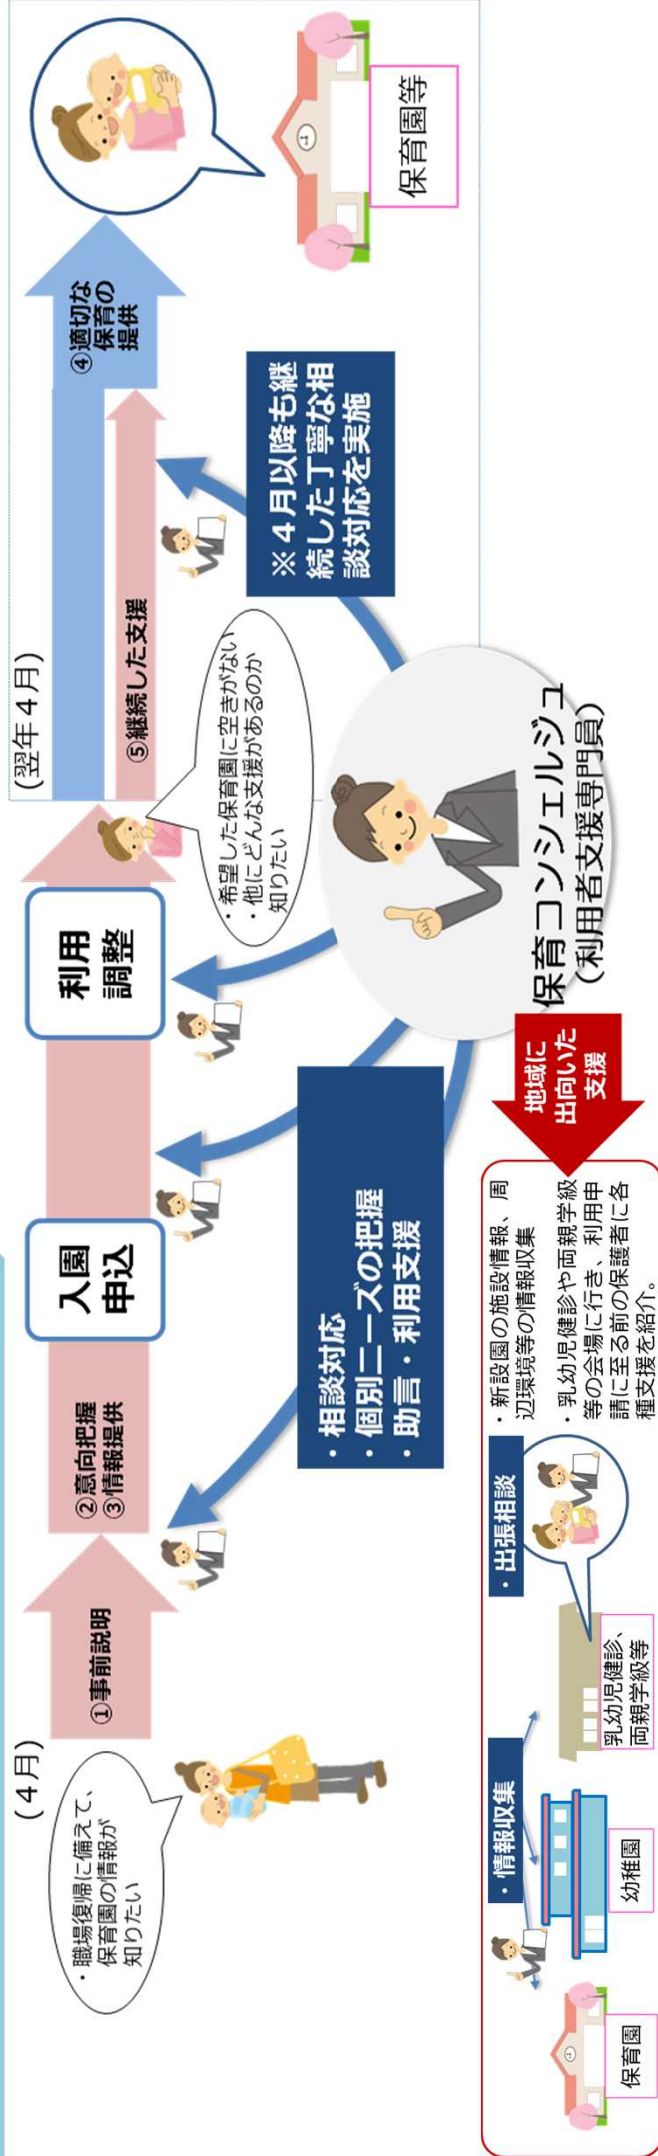 (４月)
・職場復帰に備えて、
保育園の情報が
知りたい
①事前説明
②意向把握
③情報提供
入園
申込
利用
調整
(翌年４月)
⑤継続した支援
④適切な
保育の
提供
保育園等
・希望した保育園に空きがない
・他にどんな支援があるのか
知りたい
※４月以降も継
続した丁寧な相
談対応を実施
・相談対応
・個別ニーズの把握
・助言・利用支援
保育コンシェルジュ
（利用者支援専門員）
地域に
出向いた
支援
・情報収集
・出張相談
保育園
幼稚園
乳幼児健診、
両親学級等
・新設園の施設情報、周
辺環境等の情報収集
・乳幼児健診や両親学級
等の会場に行き、利用申
請に至る前の保護者に各
種支援を紹介。